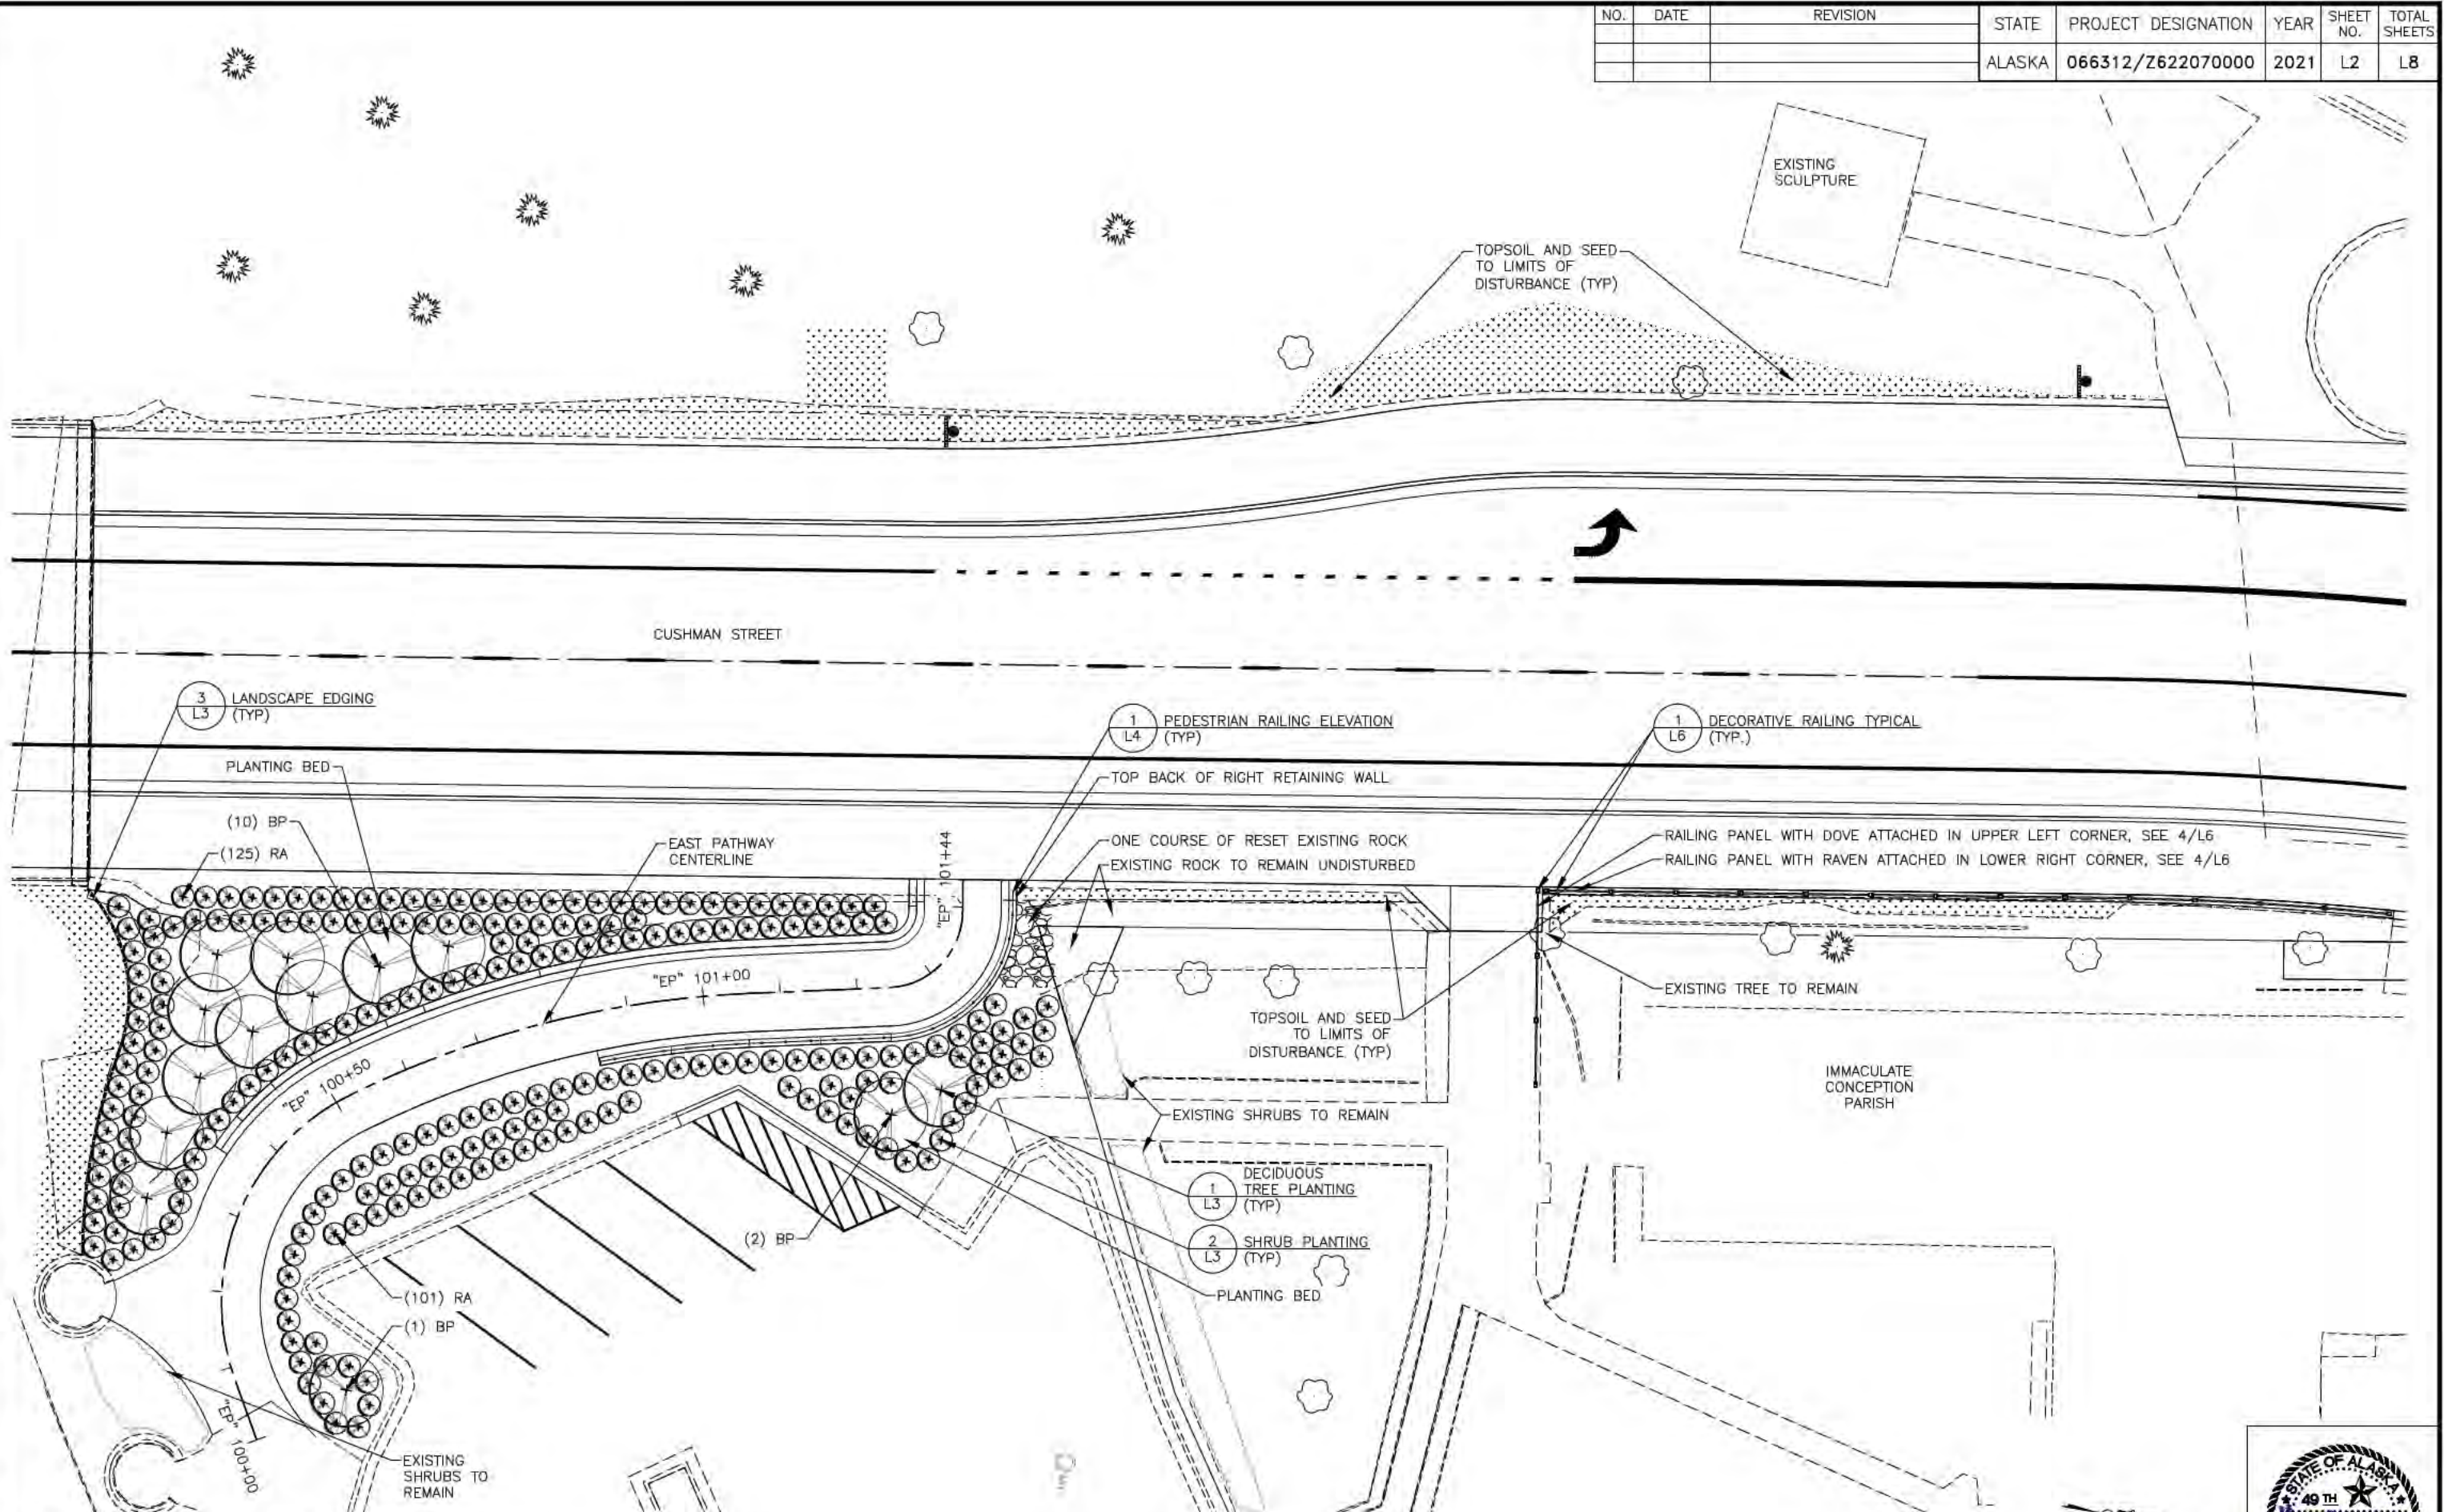 NO. DATE REVISION
STATE PROJECT DESIGNATION YEAR SHEET NO. TOTAL SHEETS
ALASKA 066312/Z622070000 2021 L2 L8
EXISTING
SCULPTURE
TOPSOIL AND SEED
TO LIMITS OF
DISTURBANCE (TYP)
CUSHMAN STREET
3
L3
LANDSCAPE EDGING
(TYP)
1
L4
PEDESTRIAN RAILING ELEVATION
(TYP)
1
L6
DECORATIVE RAILING TYPICAL
(TYP.)
PLANTING BED
TOP BACK OF RIGHT RETAINING WALL
(10) BP
(125) RA
EAST PATHWAY
CENTERLINE
"EP" 101+44
ONE COURSE OF RESET EXISTING ROCK
EXISTING ROCK TO REMAIN UNDISTURBED
RAILING PANEL WITH DOVE ATTACHED IN UPPER LEFT CORNER, SEE 4/L6
RAILING PANEL WITH RAVEN ATTACHED IN LOWER RIGHT CORNER, SEE 4/L6
"EP" 101+00
EXISTING TREE TO REMAIN
TOPSOIL AND SEED
TO LIMITS OF
DISTURBANCE (TYP)
"EP" 100+50
IMMACULATE
CONCEPTION
PARISH
EXISTING SHRUBS TO REMAIN
1
L3
DECIDUOUS
TREE PLANTING
(TYP)
(2) BP
2
L3
SHRUB PLANTING
(TYP)
PLANTING BED
(101) RA
(1) BP
"EP" 100+00
EXISTING
SHRUBS TO
REMAIN
STATE OF ALASKA
49 TH